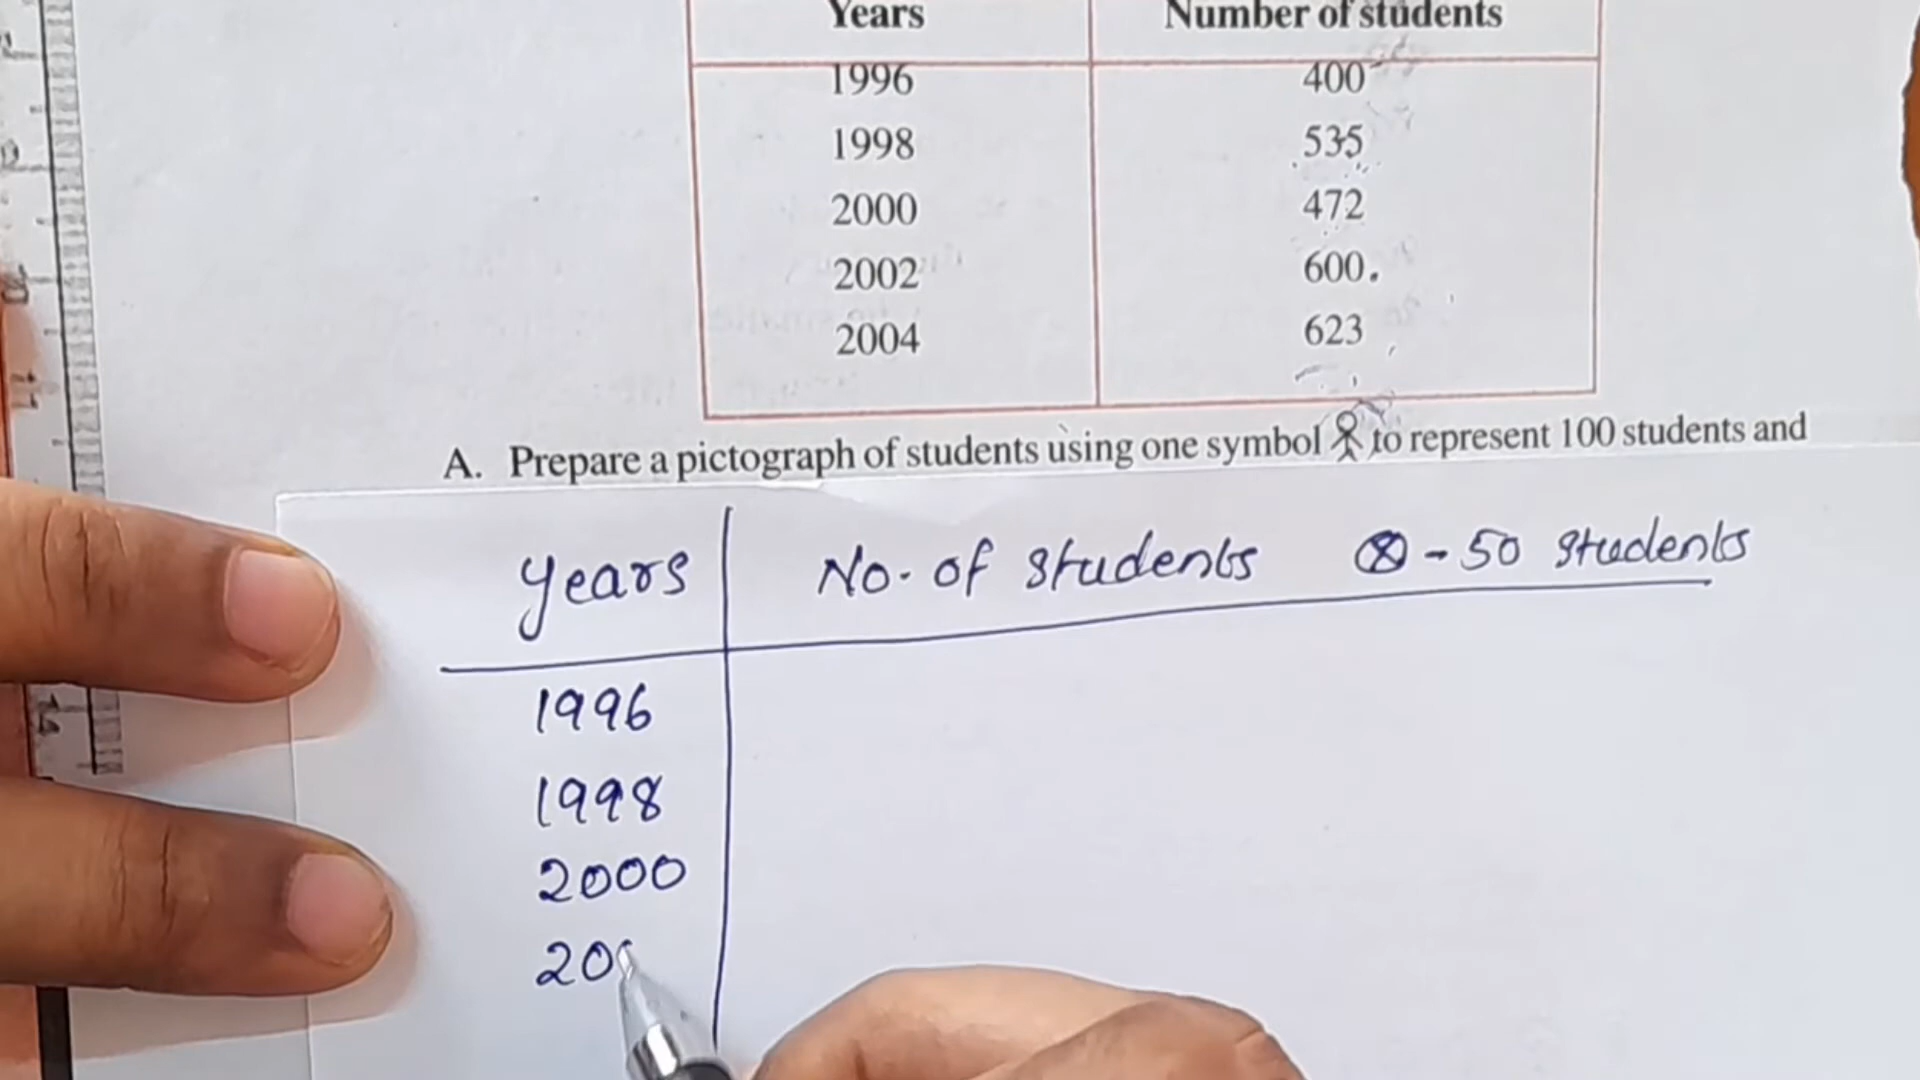 Years Number of students
1996 400
1998 535
2000 472
2002 600.
2004 623
A. Prepare a pictograph of students using one symbol to represent 100 students and
years No. of students ⊗ - 50 students
1996
1998
2000